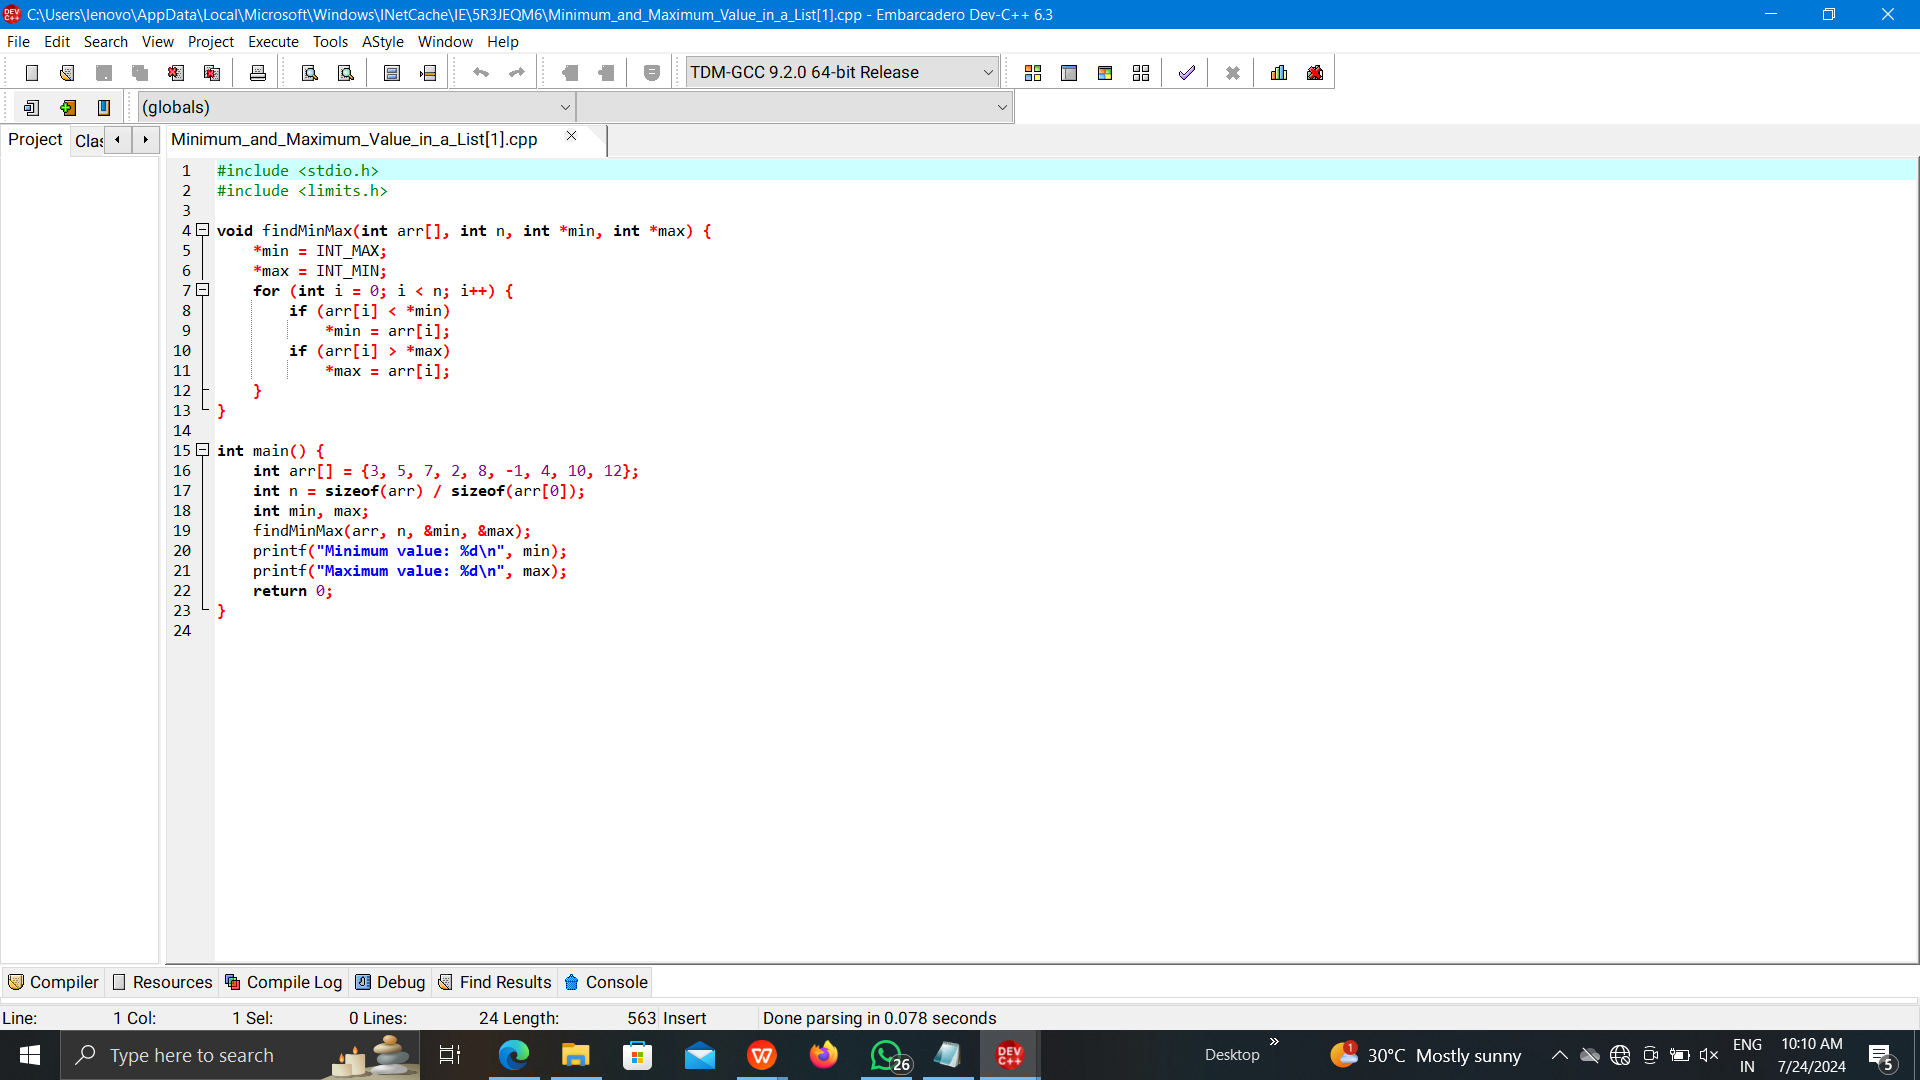 C:\Users\lenovo\AppData\Local\Microsoft\Windows\INetCache\IE\5R3JEQM6\Minimum_and_Maximum_Value_in_a_List[1].cpp - Embarcadero Dev-C++ 6.3
File Edit Search View Project Execute Tools AStyle Window Help
TDM-GCC 9.2.0 64-bit Release
(globals)
Project Clas Minimum_and_Maximum_Value_in_a_List[1].cpp
1 #include <stdio.h>
2 #include <limits.h>
3
4 void findMinMax(int arr[], int n, int *min, int *max) {
5 *min = INT_MAX;
6 *max = INT_MIN;
7 for (int i = 0; i < n; i++) {
8 if (arr[i] < *min)
9 *min = arr[i];
10 if (arr[i] > *max)
11 *max = arr[i];
12 }
13 }
14
15 int main() {
16 int arr[] = {3, 5, 7, 2, 8, -1, 4, 10, 12};
17 int n = sizeof(arr) / sizeof(arr[0]);
18 int min, max;
19 findMinMax(arr, n, &min, &max);
20 printf("Minimum value: %d\n", min);
21 printf("Maximum value: %d\n", max);
22 return 0;
23 }
24
Compiler Resources Compile Log Debug Find Results Console
Line: 1 Col: 1 Sel: 0 Lines: 24 Length: 563 Insert Done parsing in 0.078 seconds
Type here to search 26 DEV C++ Desktop » 1 30°C Mostly sunny ENG IN 10:10 AM 7/24/2024 5